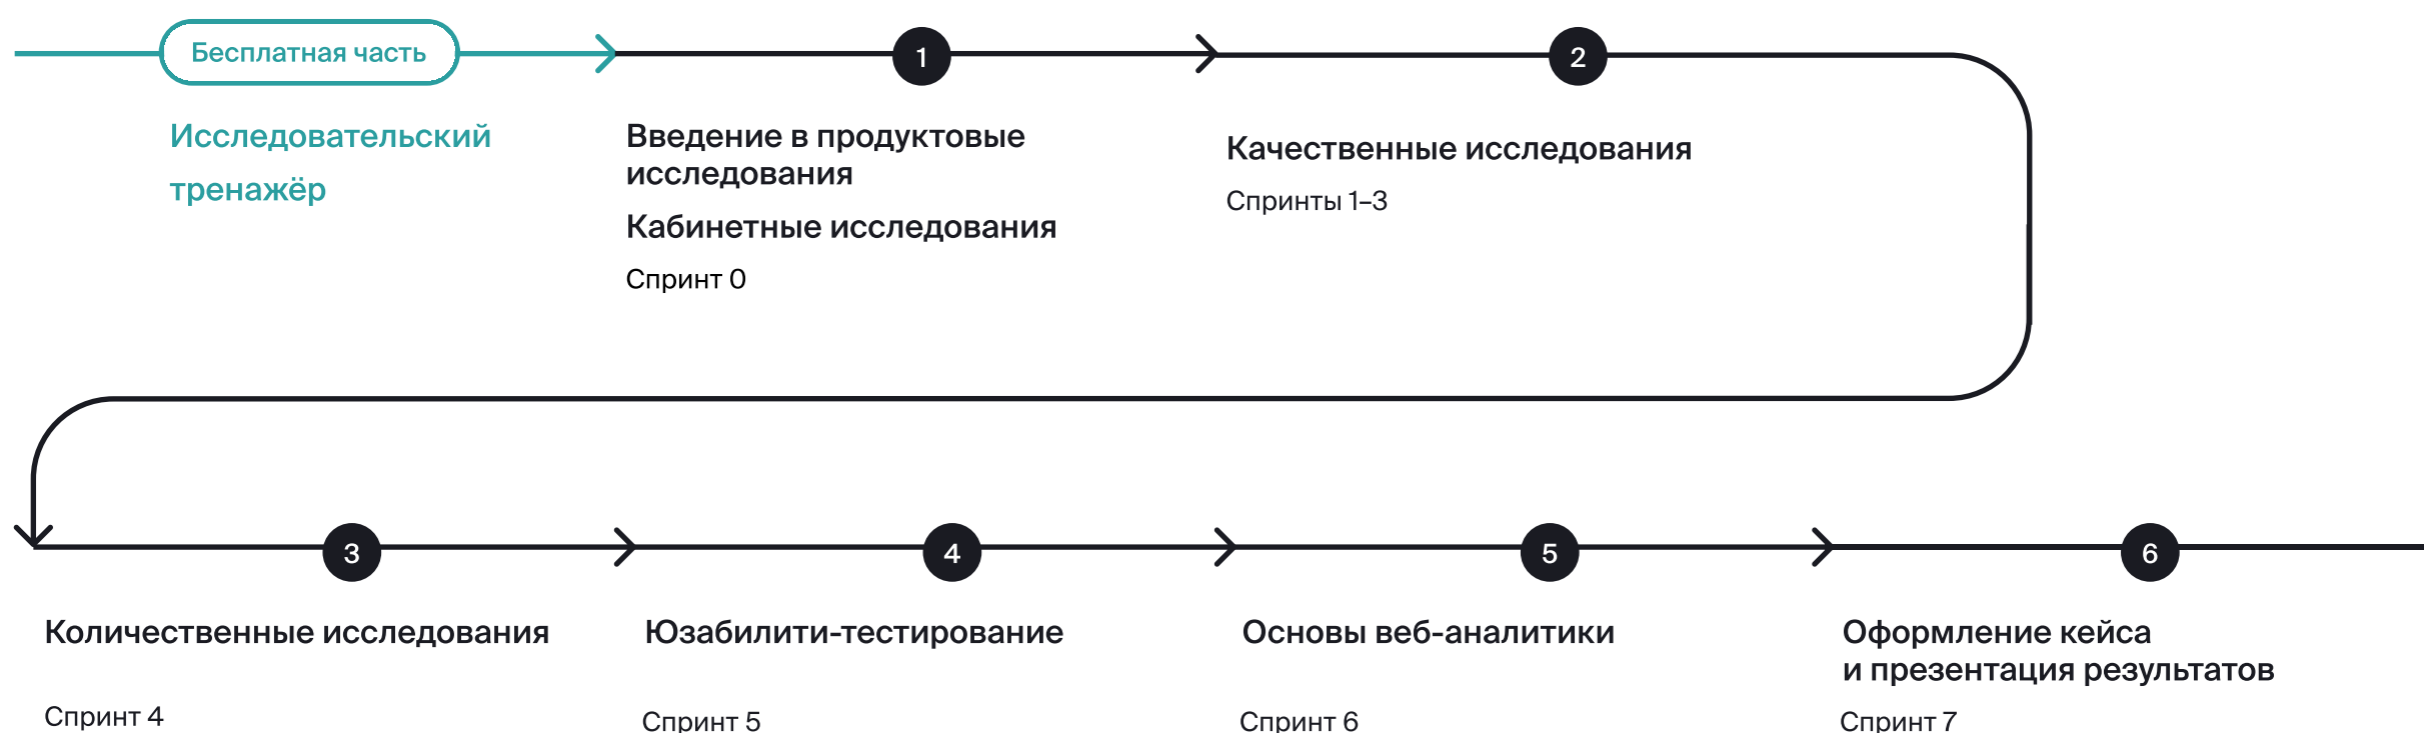 Бесплатная часть
Исследовательский
тренажёр
1
Введение в продуктовые
исследования
Кабинетные исследования
Спринт 0
2
Качественные исследования
Спринты 1–3
3
Количественные исследования
Спринт 4
4
Юзабилити-тестирование
Спринт 5
5
Основы веб-аналитики
Спринт 6
6
Оформление кейса
и презентация результатов
Спринт 7